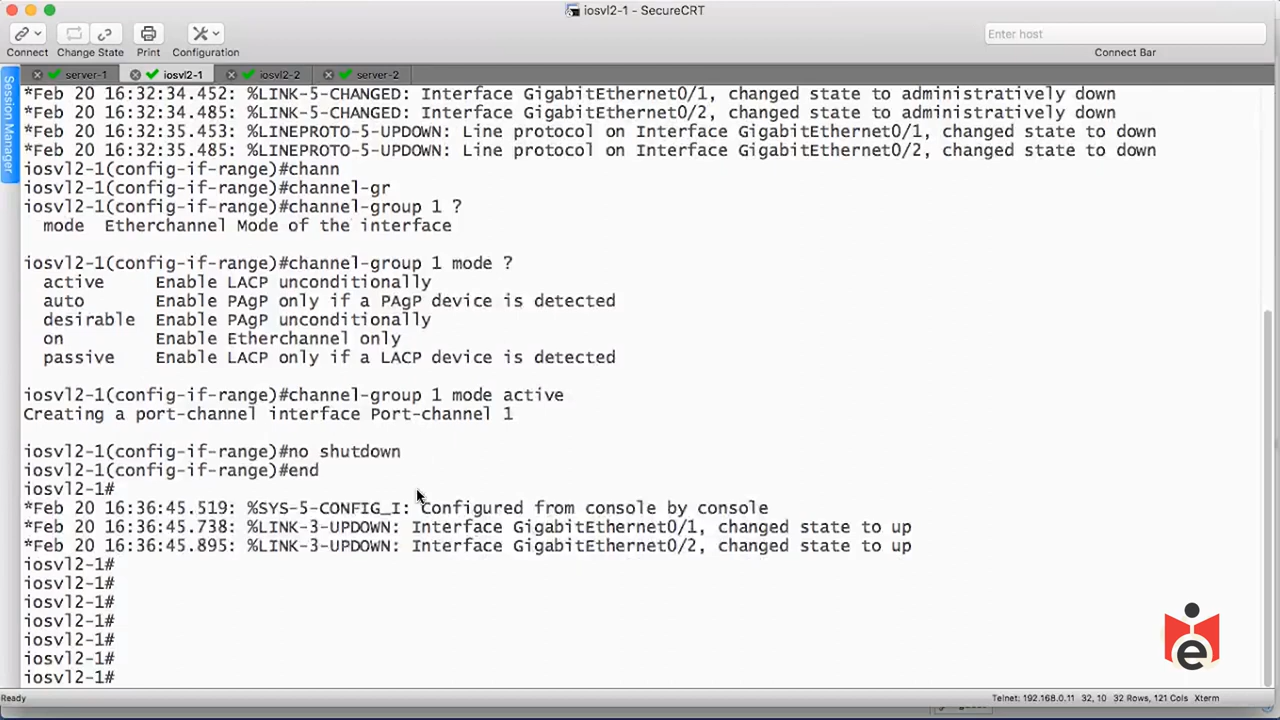 iosvl2-1 - SecureCRT
Connect Change State Print Configuration
Enter host
Connect Bar
server-1 iosvl2-1 iosvl2-2 server-2
Session Manager
*Feb 20 16:32:34.452: %LINK-5-CHANGED: Interface GigabitEthernet0/1, changed state to administratively down
*Feb 20 16:32:34.485: %LINK-5-CHANGED: Interface GigabitEthernet0/2, changed state to administratively down
*Feb 20 16:32:35.453: %LINEPROTO-5-UPDOWN: Line protocol on Interface GigabitEthernet0/1, changed state to down
*Feb 20 16:32:35.485: %LINEPROTO-5-UPDOWN: Line protocol on Interface GigabitEthernet0/2, changed state to down
iosvl2-1(config-if-range)#chann
iosvl2-1(config-if-range)#channel-gr
iosvl2-1(config-if-range)#channel-group 1 ?
mode Etherchannel Mode of the interface
iosvl2-1(config-if-range)#channel-group 1 mode ?
active Enable LACP unconditionally
auto Enable PAgP only if a PAgP device is detected
desirable Enable PAgP unconditionally
on Enable Etherchannel only
passive Enable LACP only if a LACP device is detected
iosvl2-1(config-if-range)#channel-group 1 mode active
Creating a port-channel interface Port-channel 1
iosvl2-1(config-if-range)#no shutdown
iosvl2-1(config-if-range)#end
iosvl2-1#
*Feb 20 16:36:45.519: %SYS-5-CONFIG_I: Configured from console by console
*Feb 20 16:36:45.738: %LINK-3-UPDOWN: Interface GigabitEthernet0/1, changed state to up
*Feb 20 16:36:45.895: %LINK-3-UPDOWN: Interface GigabitEthernet0/2, changed state to up
iosvl2-1#
iosvl2-1#
iosvl2-1#
iosvl2-1#
iosvl2-1#
iosvl2-1#
iosvl2-1#
e
Ready
Telnet: 192.168.0.11 32, 10 32 Rows, 121 Cols Xterm